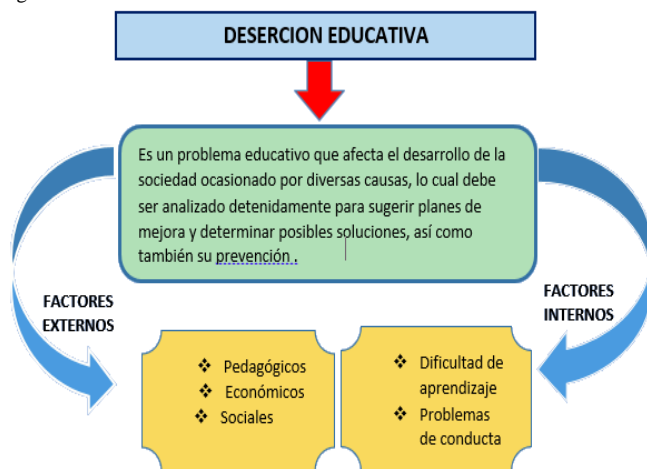 DESERCION EDUCATIVA
Es un problema educativo que afecta el desarrollo de la
sociedad ocasionado por diversas causas, lo cual debe
ser analizado detenidamente para sugerir planes de
mejora y determinar posibles soluciones, así como
también su prevención .
FACTORES
EXTERNOS
FACTORES
INTERNOS
❖ Pedagógicos
❖ Económicos
❖ Sociales
❖ Dificultad de
aprendizaje
❖ Problemas
de conducta